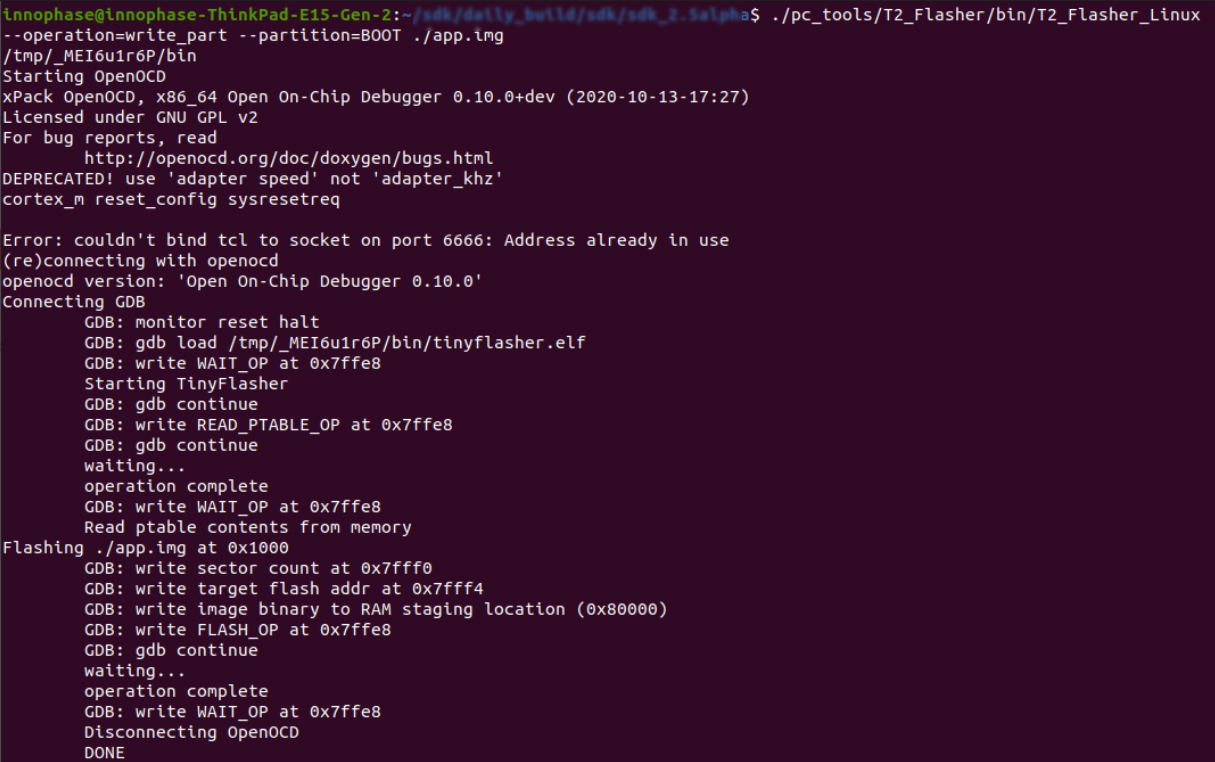 innophase@innophase-ThinkPad-E15-Gen-2:~/sdk/daily_build/sdk/sdk_2.5alpha$ ./pc_tools/T2_Flasher/bin/T2_Flasher_Linux
--operation=write_part --partition=BOOT ./app.img
/tmp/_MEI6u1r6P/bin
Starting OpenOCD
xPack OpenOCD, x86_64 Open On-Chip Debugger 0.10.0+dev (2020-10-13-17:27)
Licensed under GNU GPL v2
For bug reports, read
        http://openocd.org/doc/doxygen/bugs.html
DEPRECATED! use 'adapter speed' not 'adapter_khz'
cortex_m reset_config sysresetreq

Error: couldn't bind tcl to socket on port 6666: Address already in use
(re)connecting with openocd
openocd version: 'Open On-Chip Debugger 0.10.0'
Connecting GDB
        GDB: monitor reset halt
        GDB: gdb load /tmp/_MEI6u1r6P/bin/tinyflasher.elf
        GDB: write WAIT_OP at 0x7ffe8
        Starting TinyFlasher
        GDB: gdb continue
        GDB: write READ_PTABLE_OP at 0x7ffe8
        GDB: gdb continue
        waiting...
        operation complete
        GDB: write WAIT_OP at 0x7ffe8
        Read ptable contents from memory
Flashing ./app.img at 0x1000
        GDB: write sector count at 0x7fff0
        GDB: write target flash addr at 0x7fff4
        GDB: write image binary to RAM staging location (0x80000)
        GDB: write FLASH_OP at 0x7ffe8
        GDB: gdb continue
        waiting...
        operation complete
        GDB: write WAIT_OP at 0x7ffe8
        Disconnecting OpenOCD
        DONE